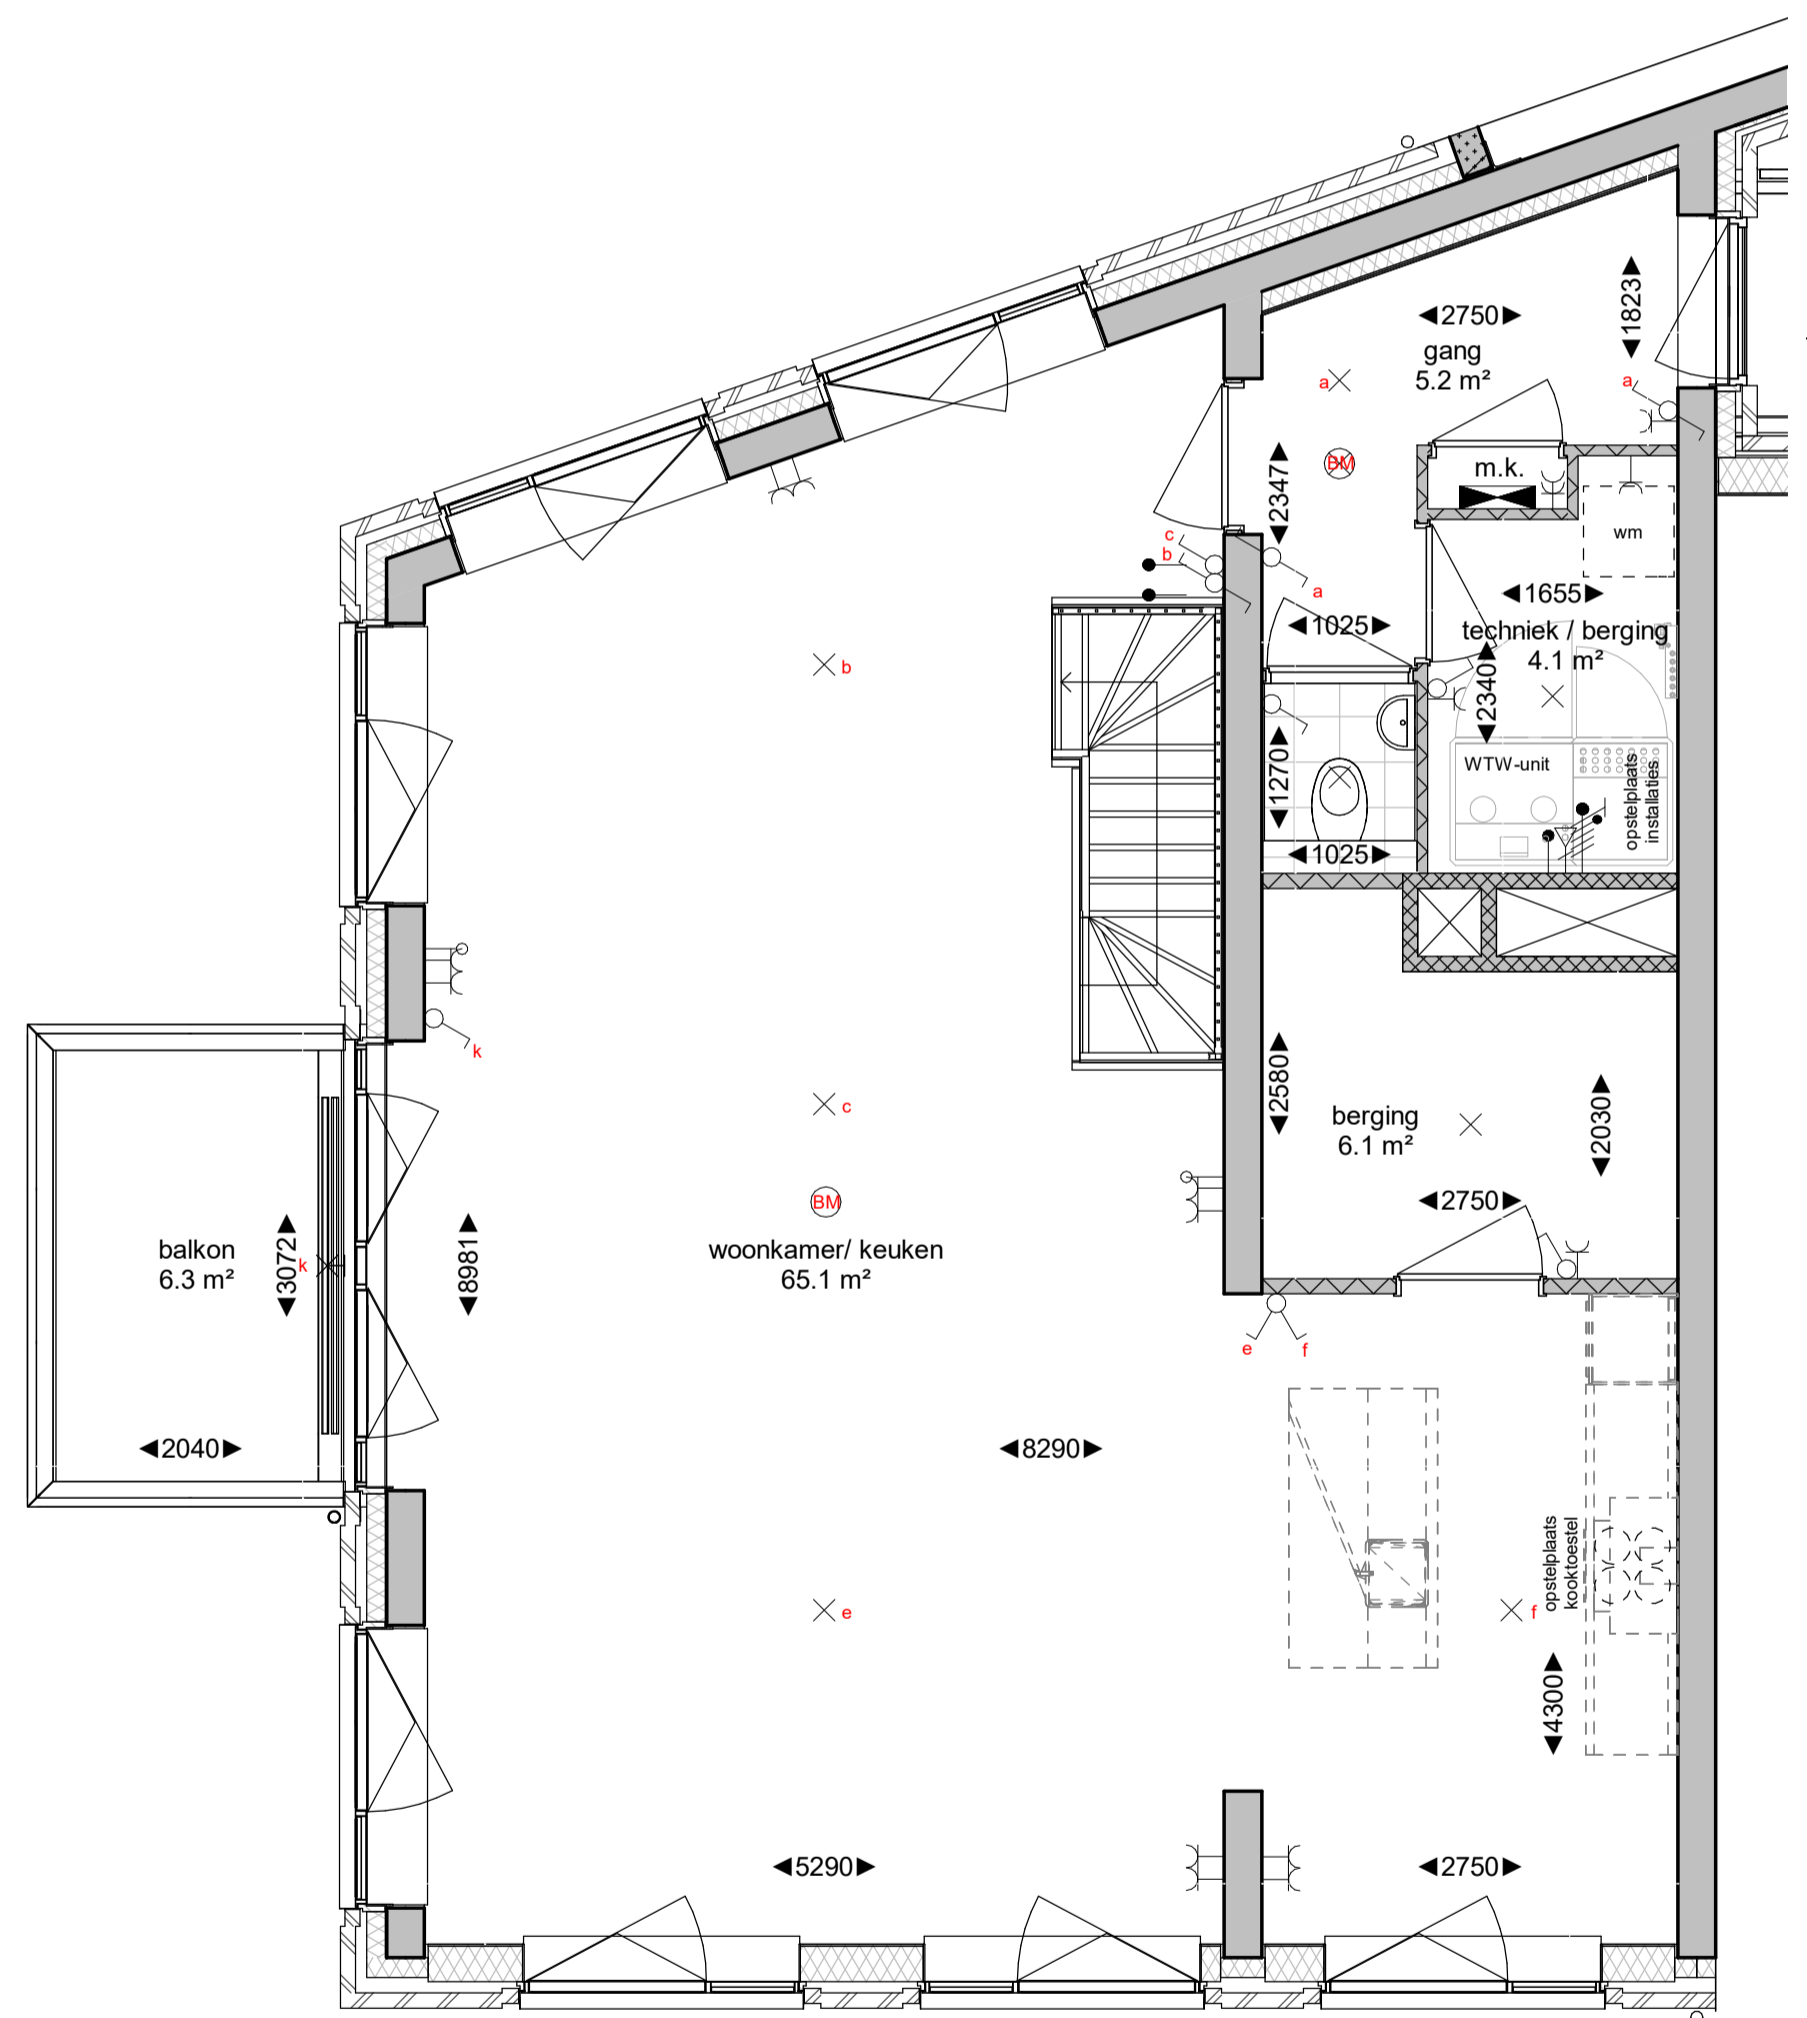 2750
gang
5.2 m²
1823
a
a
BM
m.k.
2347
wm
c
b
a
1655
1025
techniek / berging
4.1 m²
2340
b
1270
WTW-unit
opstelplaats
installaties
1025
k
2580
c
berging
6.1 m²
2030
BM
2750
balkon
6.3 m²
3072
k
8981
woonkamer/ keuken
65.1 m²
e
f
2040
8290
opstelplaats
kooktoestel
e
f
4300
5290
2750